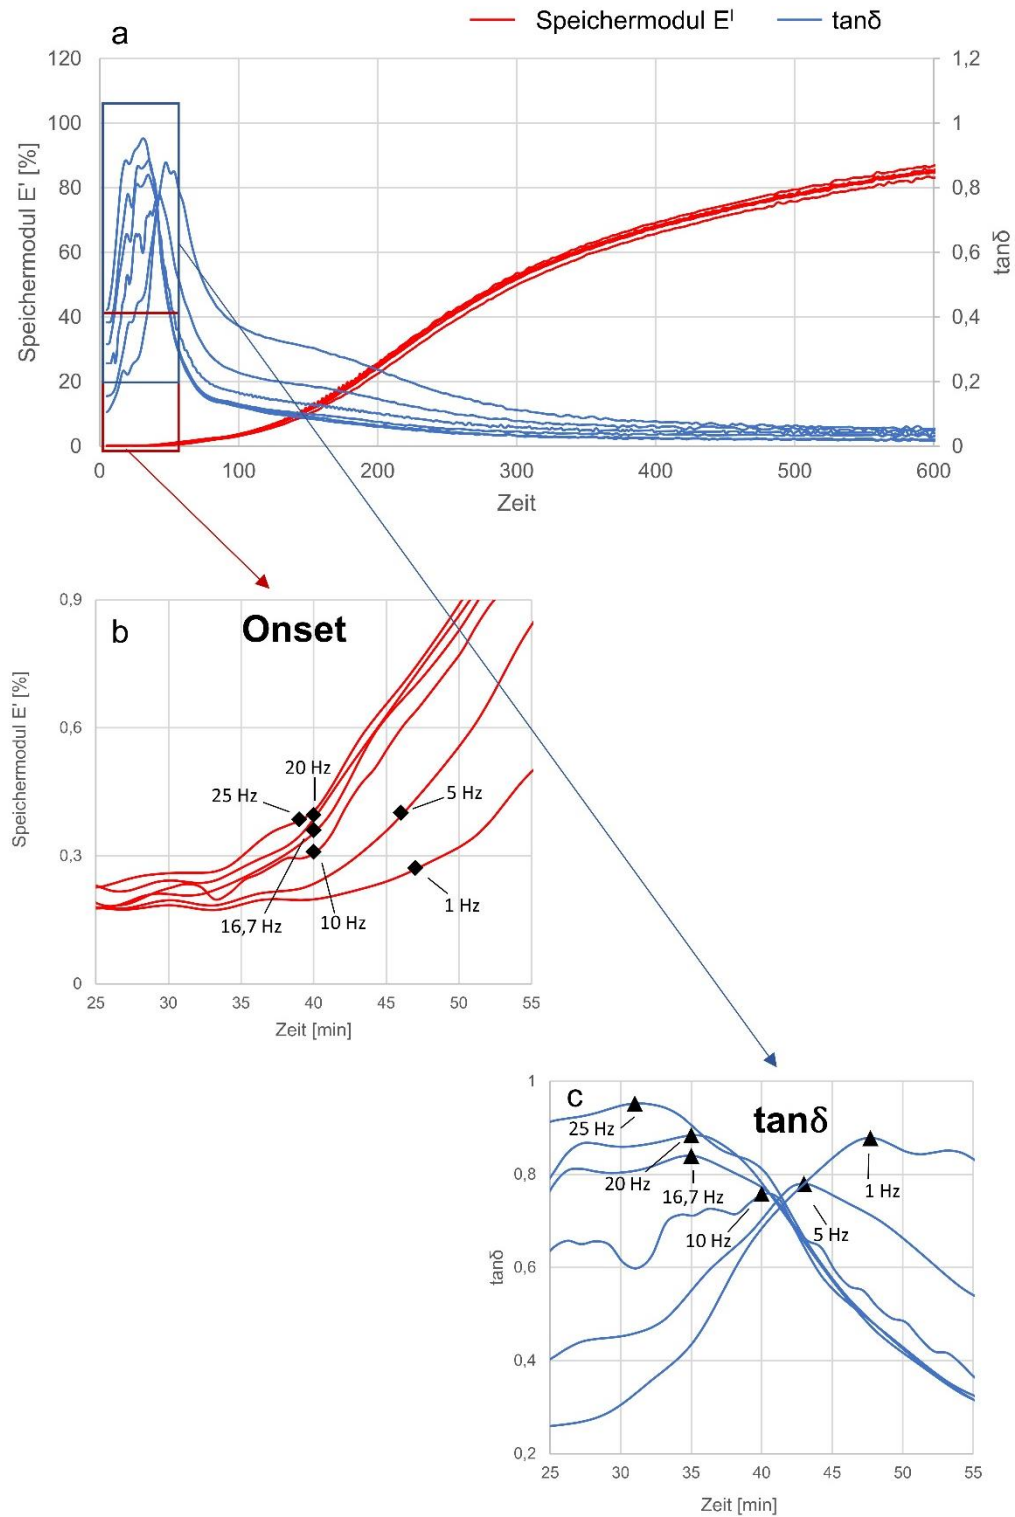 Speichermodul Eᴵ tanδ
a
120 1,2
100 1
80 0,8
60 0,6
40 0,4
20 0,2
0 0
Speichermodul E' [%]
tanδ
0 100 200 300 400 500 600
Zeit
b
Onset
0,9
0,6
0,3
0
Speichermodul E' [%]
20 Hz
25 Hz
5 Hz
16,7 Hz
10 Hz
1 Hz
25 30 35 40 45 50 55
Zeit [min]
c
tanδ
1
0,8
0,6
0,4
0,2
tanδ
25 Hz
20 Hz
16,7 Hz
1 Hz
10 Hz
5 Hz
25 30 35 40 45 50 55
Zeit [min]